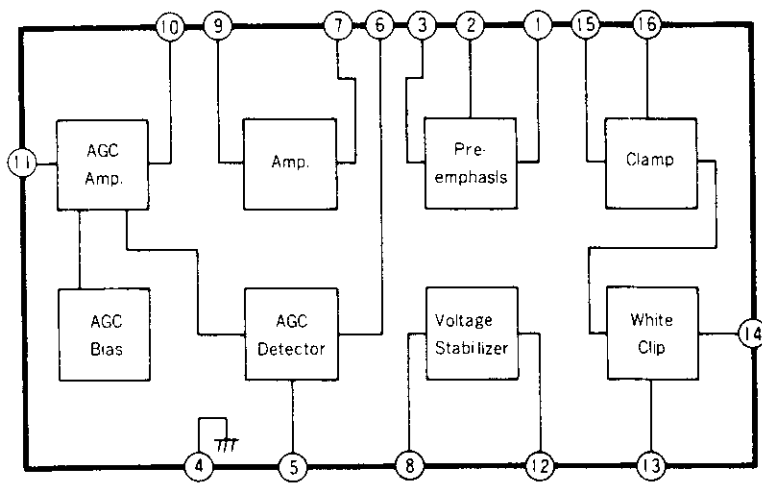 10 9 7 6 3 2 1 15 16
11
AGC
Amp.
Amp.
Pre-
emphasis
Clamp
AGC
Bias
AGC
Detector
Voltage
Stabilizer
White
Clip
14
4 5 8 12 13